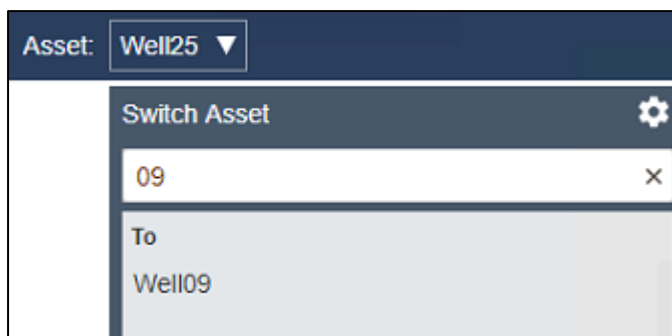 Asset: Well25 ▼
Switch Asset
09 ×
To
Well09